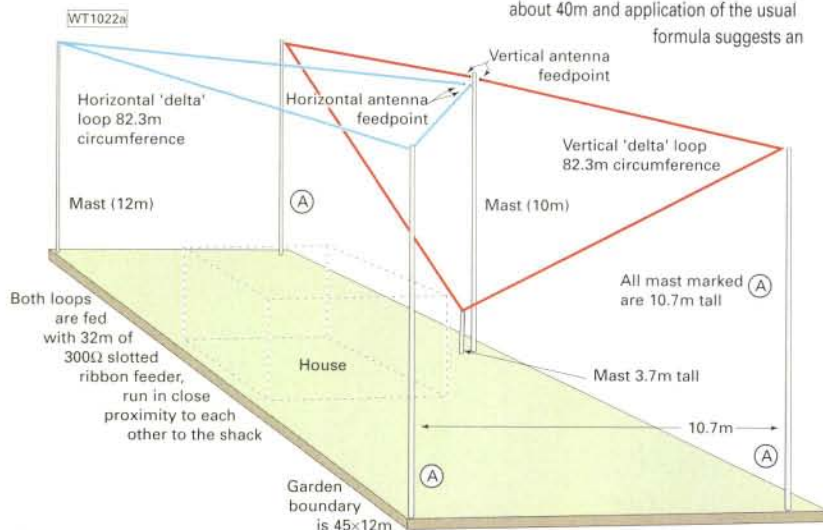 WT1022a
about 40m and application of the usual
formula suggests an
Vertical antenna
feedpoint
Horizontal antenna
feedpoint
Horizontal 'delta'
loop 82.3m
circumference
Vertical 'delta' loop
82.3m circumference
Mast (12m)
A
Mast (10m)
All mast marked A
are 10.7m tall
Both loops
are fed
with 32m of
300Ω slotted
ribbon feeder,
run in close
proximity to each
other to the shack
House
Mast 3.7m tall
10.7m
A
A
Garden
boundary
is 45×12m